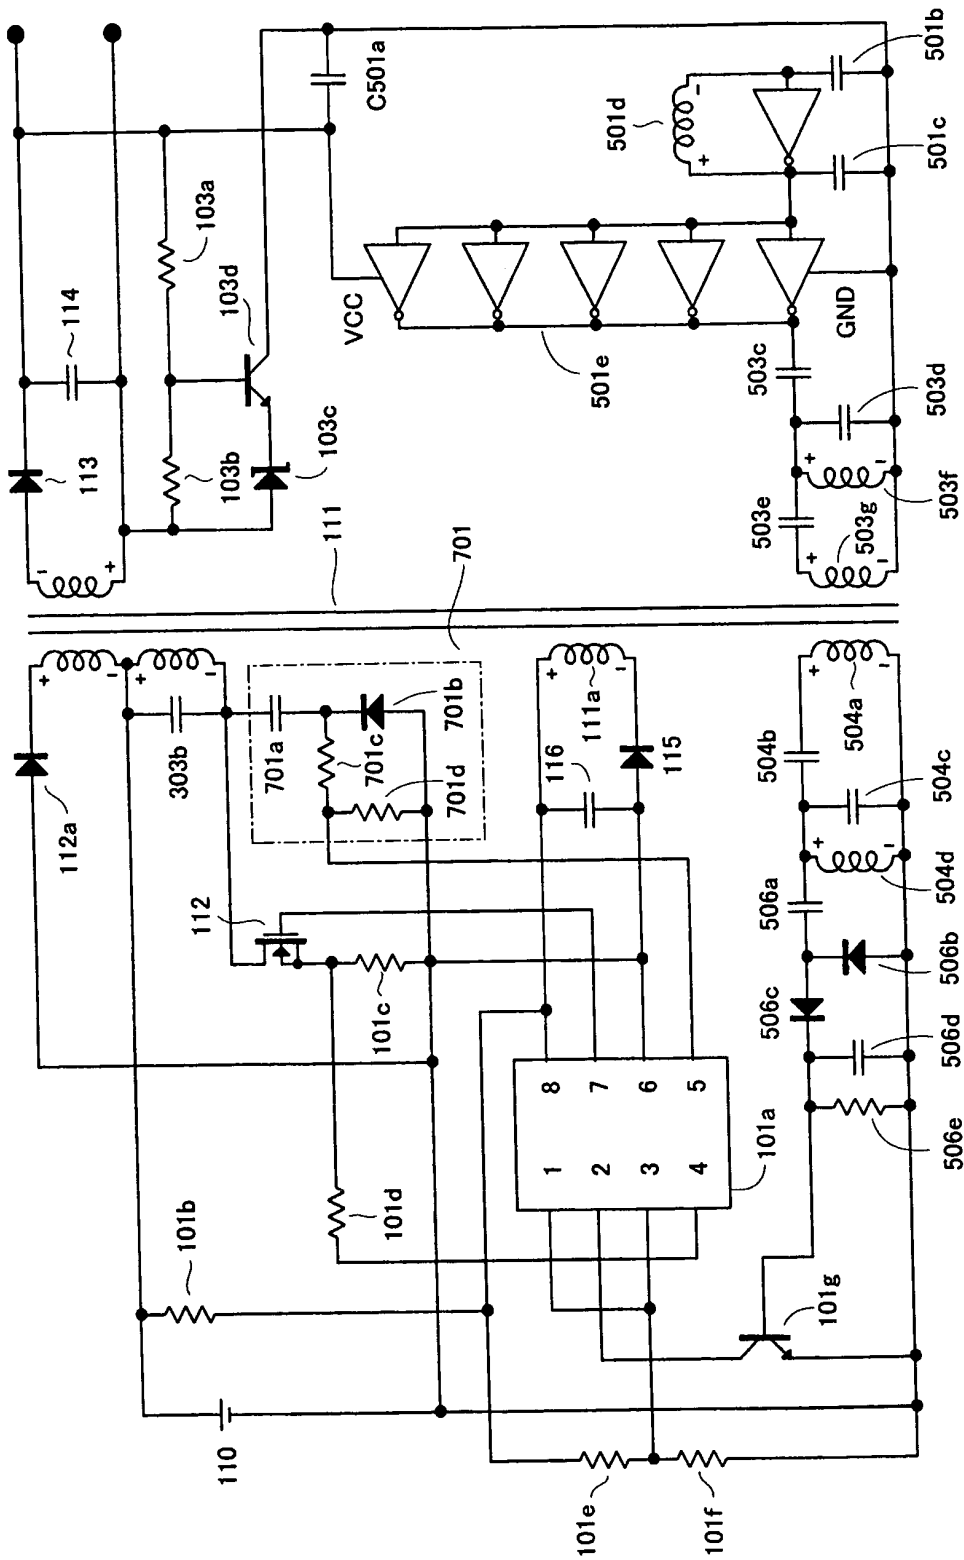 110
101b
112a
303b
701a
701c
701b
701d
701
111
113
114
103a
103b
103c
103d
C501a
VCC
GND
501b
501c
501d
501e
503c
503d
503e
503f
503g
112
101c
101d
116
111a
115
8
7
6
5
1
2
3
4
101a
504a
504b
504c
504d
506a
506b
506c
506d
506e
101g
101e
101f
+
-
+
-
-
+
+
-
+
-
+
-
+
-
+
-
+
-